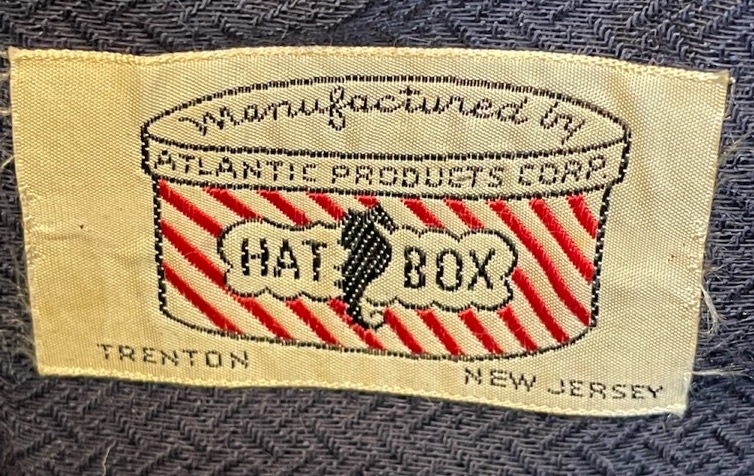 Manufactured by
ATLANTIC PRODUCTS CORP.
HAT BOX
TRENTON
NEW JERSEY